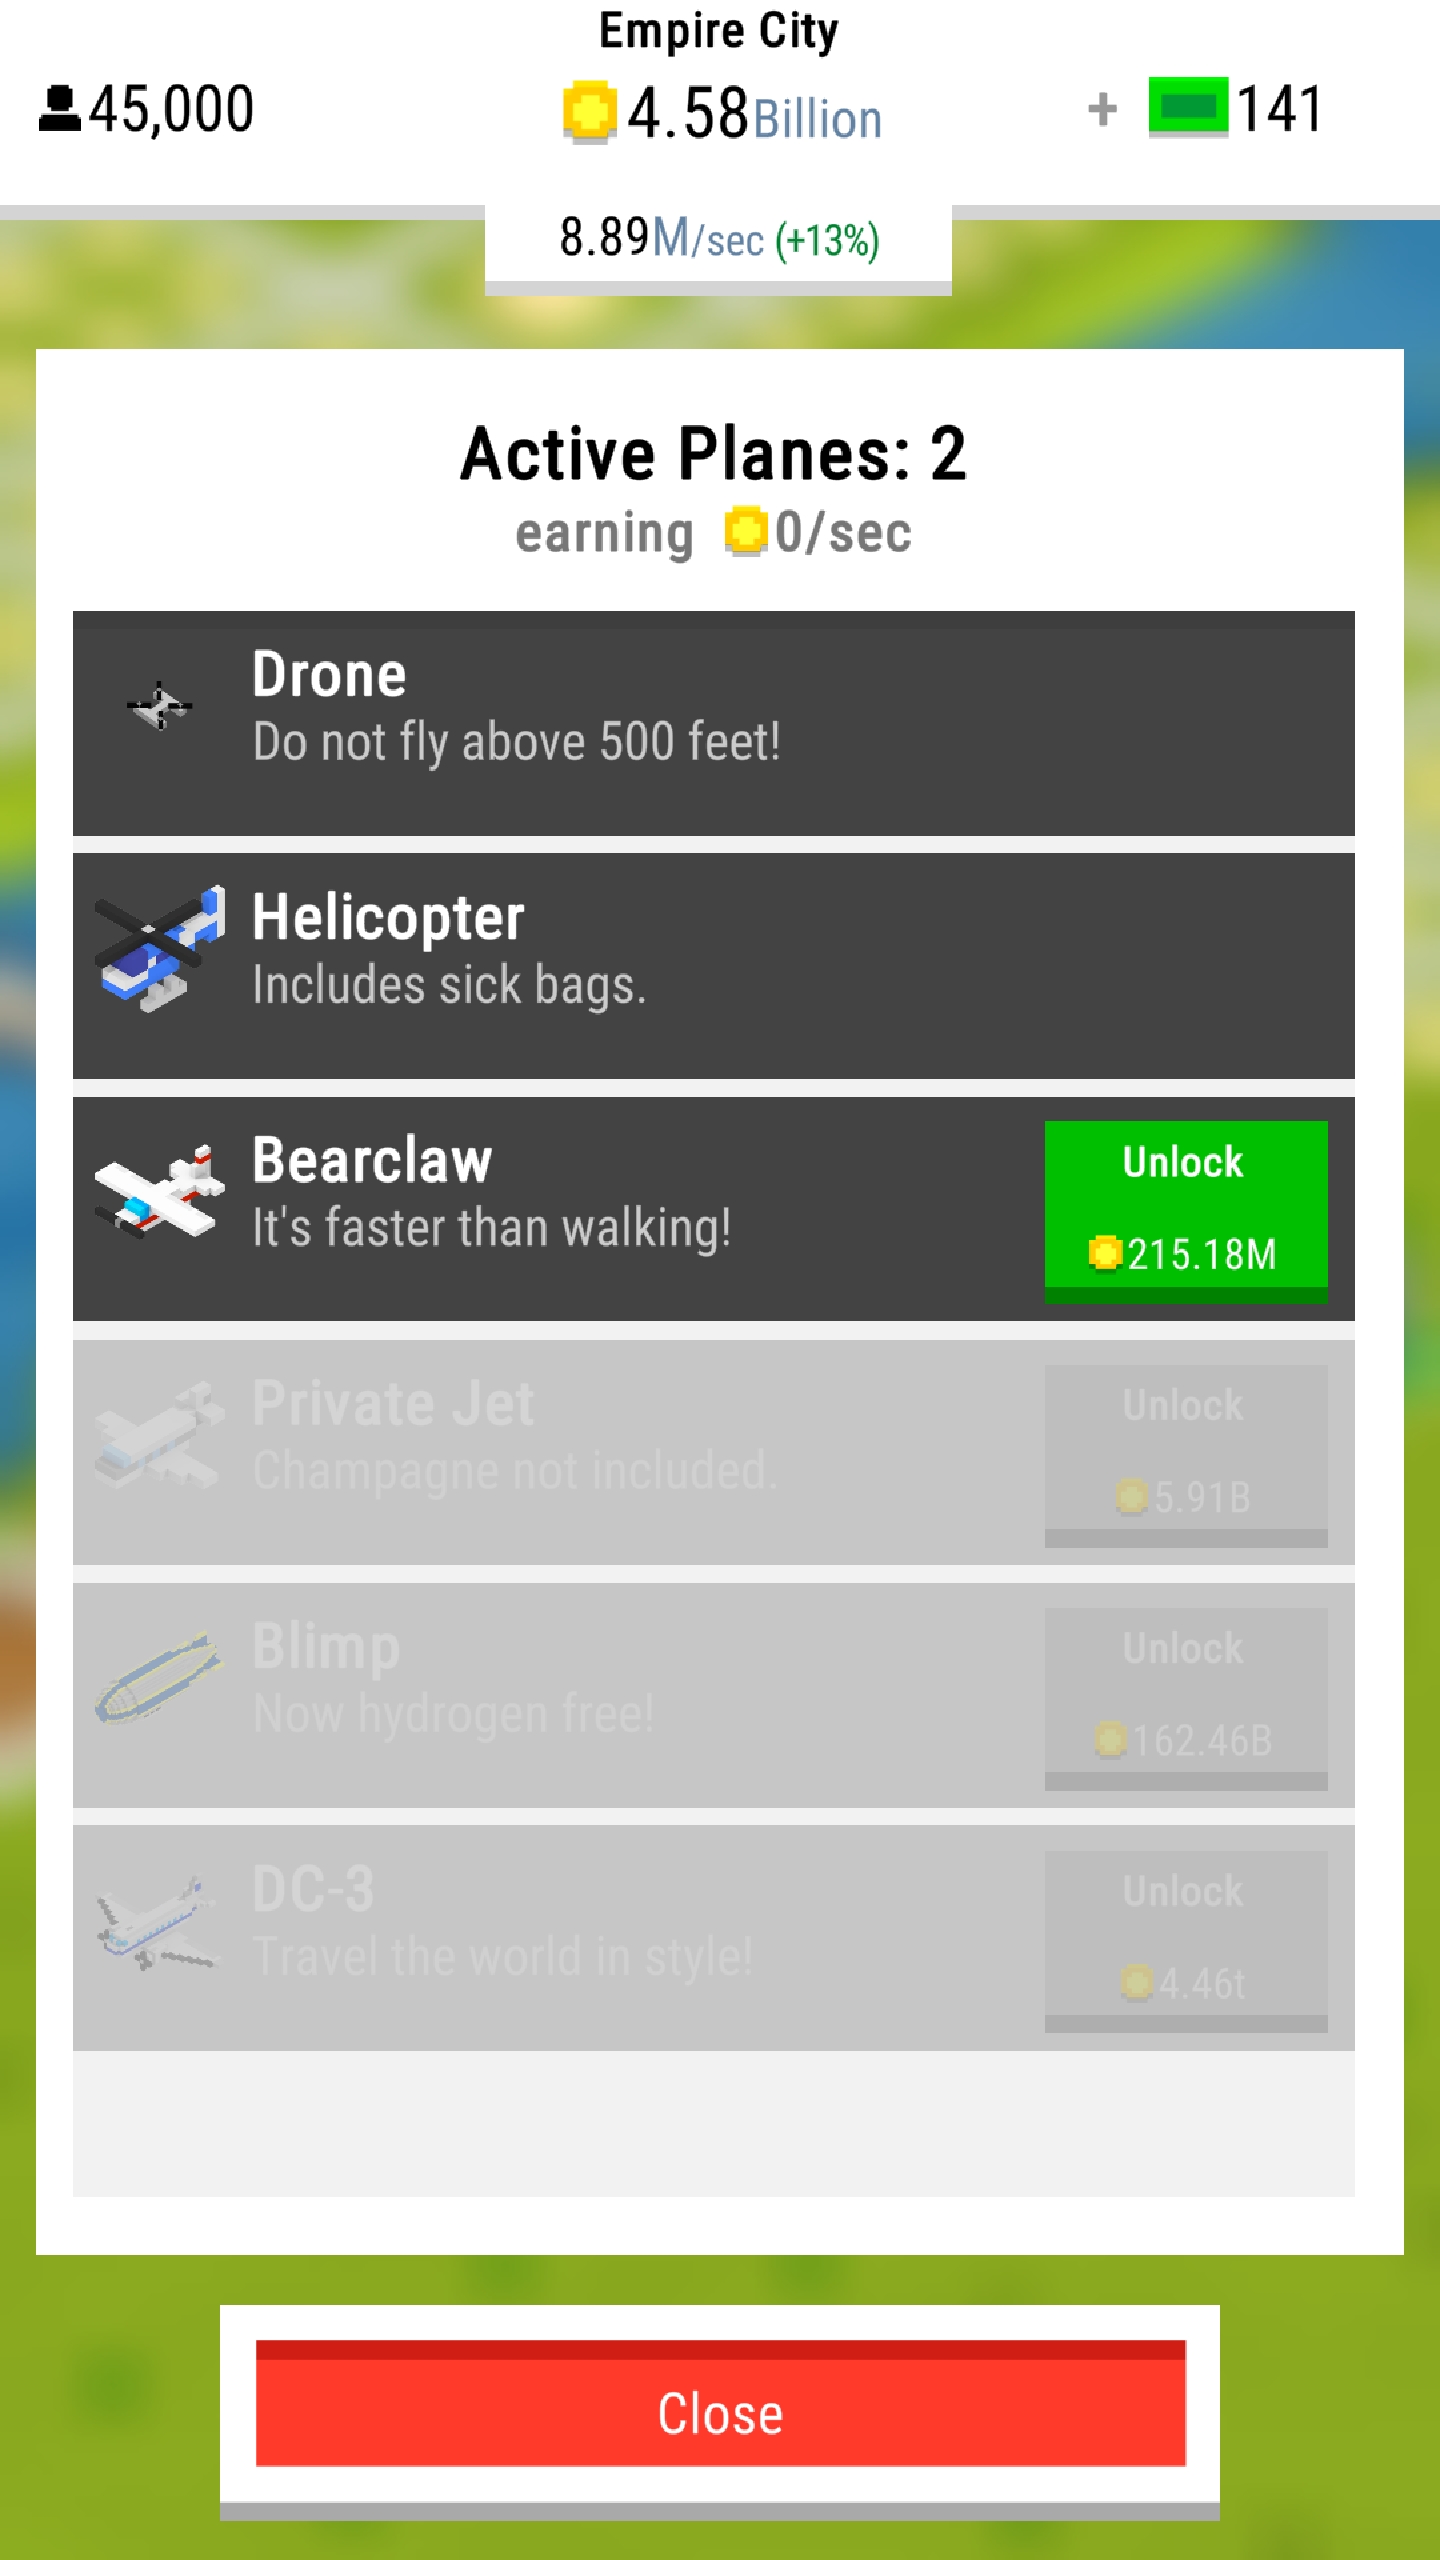 Empire City
45,000
4.58Billion
+ 141
8.89M/sec (+13%)
Active Planes: 2
earning 0/sec
Drone
Do not fly above 500 feet!
Helicopter
Includes sick bags.
Bearclaw
It's faster than walking!
Unlock
215.18M
Private Jet
Champagne not included.
Unlock
5.91B
Blimp
Now hydrogen free!
Unlock
162.46B
DC-3
Travel the world in style!
Unlock
4.46t
Close